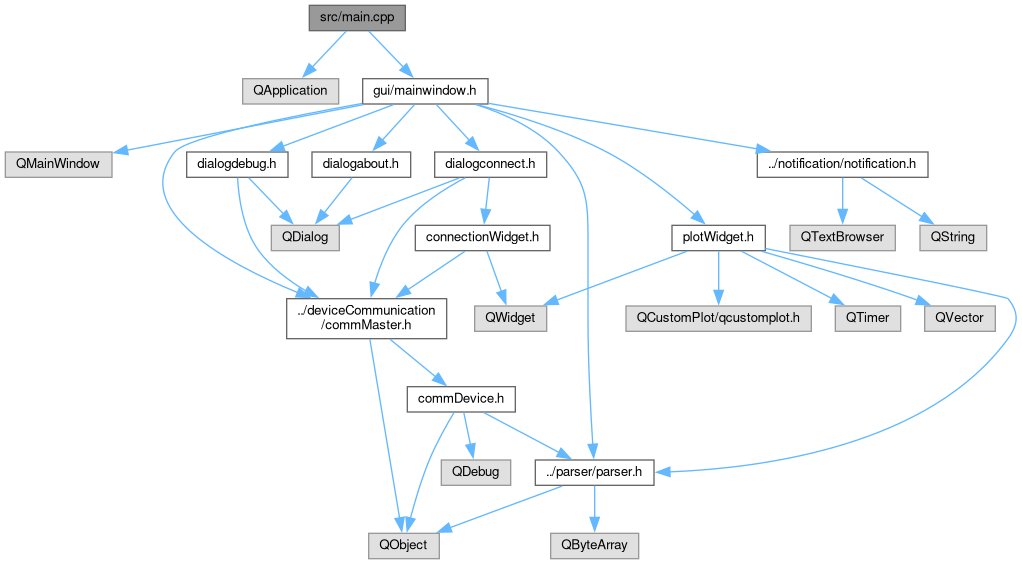 src/main.cpp
QApplication
gui/mainwindow.h
QMainWindow
dialogdebug.h
dialogabout.h
dialogconnect.h
../notification/notification.h
QDialog
connectionWidget.h
plotWidget.h
QTextBrowser
QString
../deviceCommunication
/commMaster.h
QWidget
QCustomPlot/qcustomplot.h
QTimer
QVector
commDevice.h
QDebug
../parser/parser.h
QObject
QByteArray